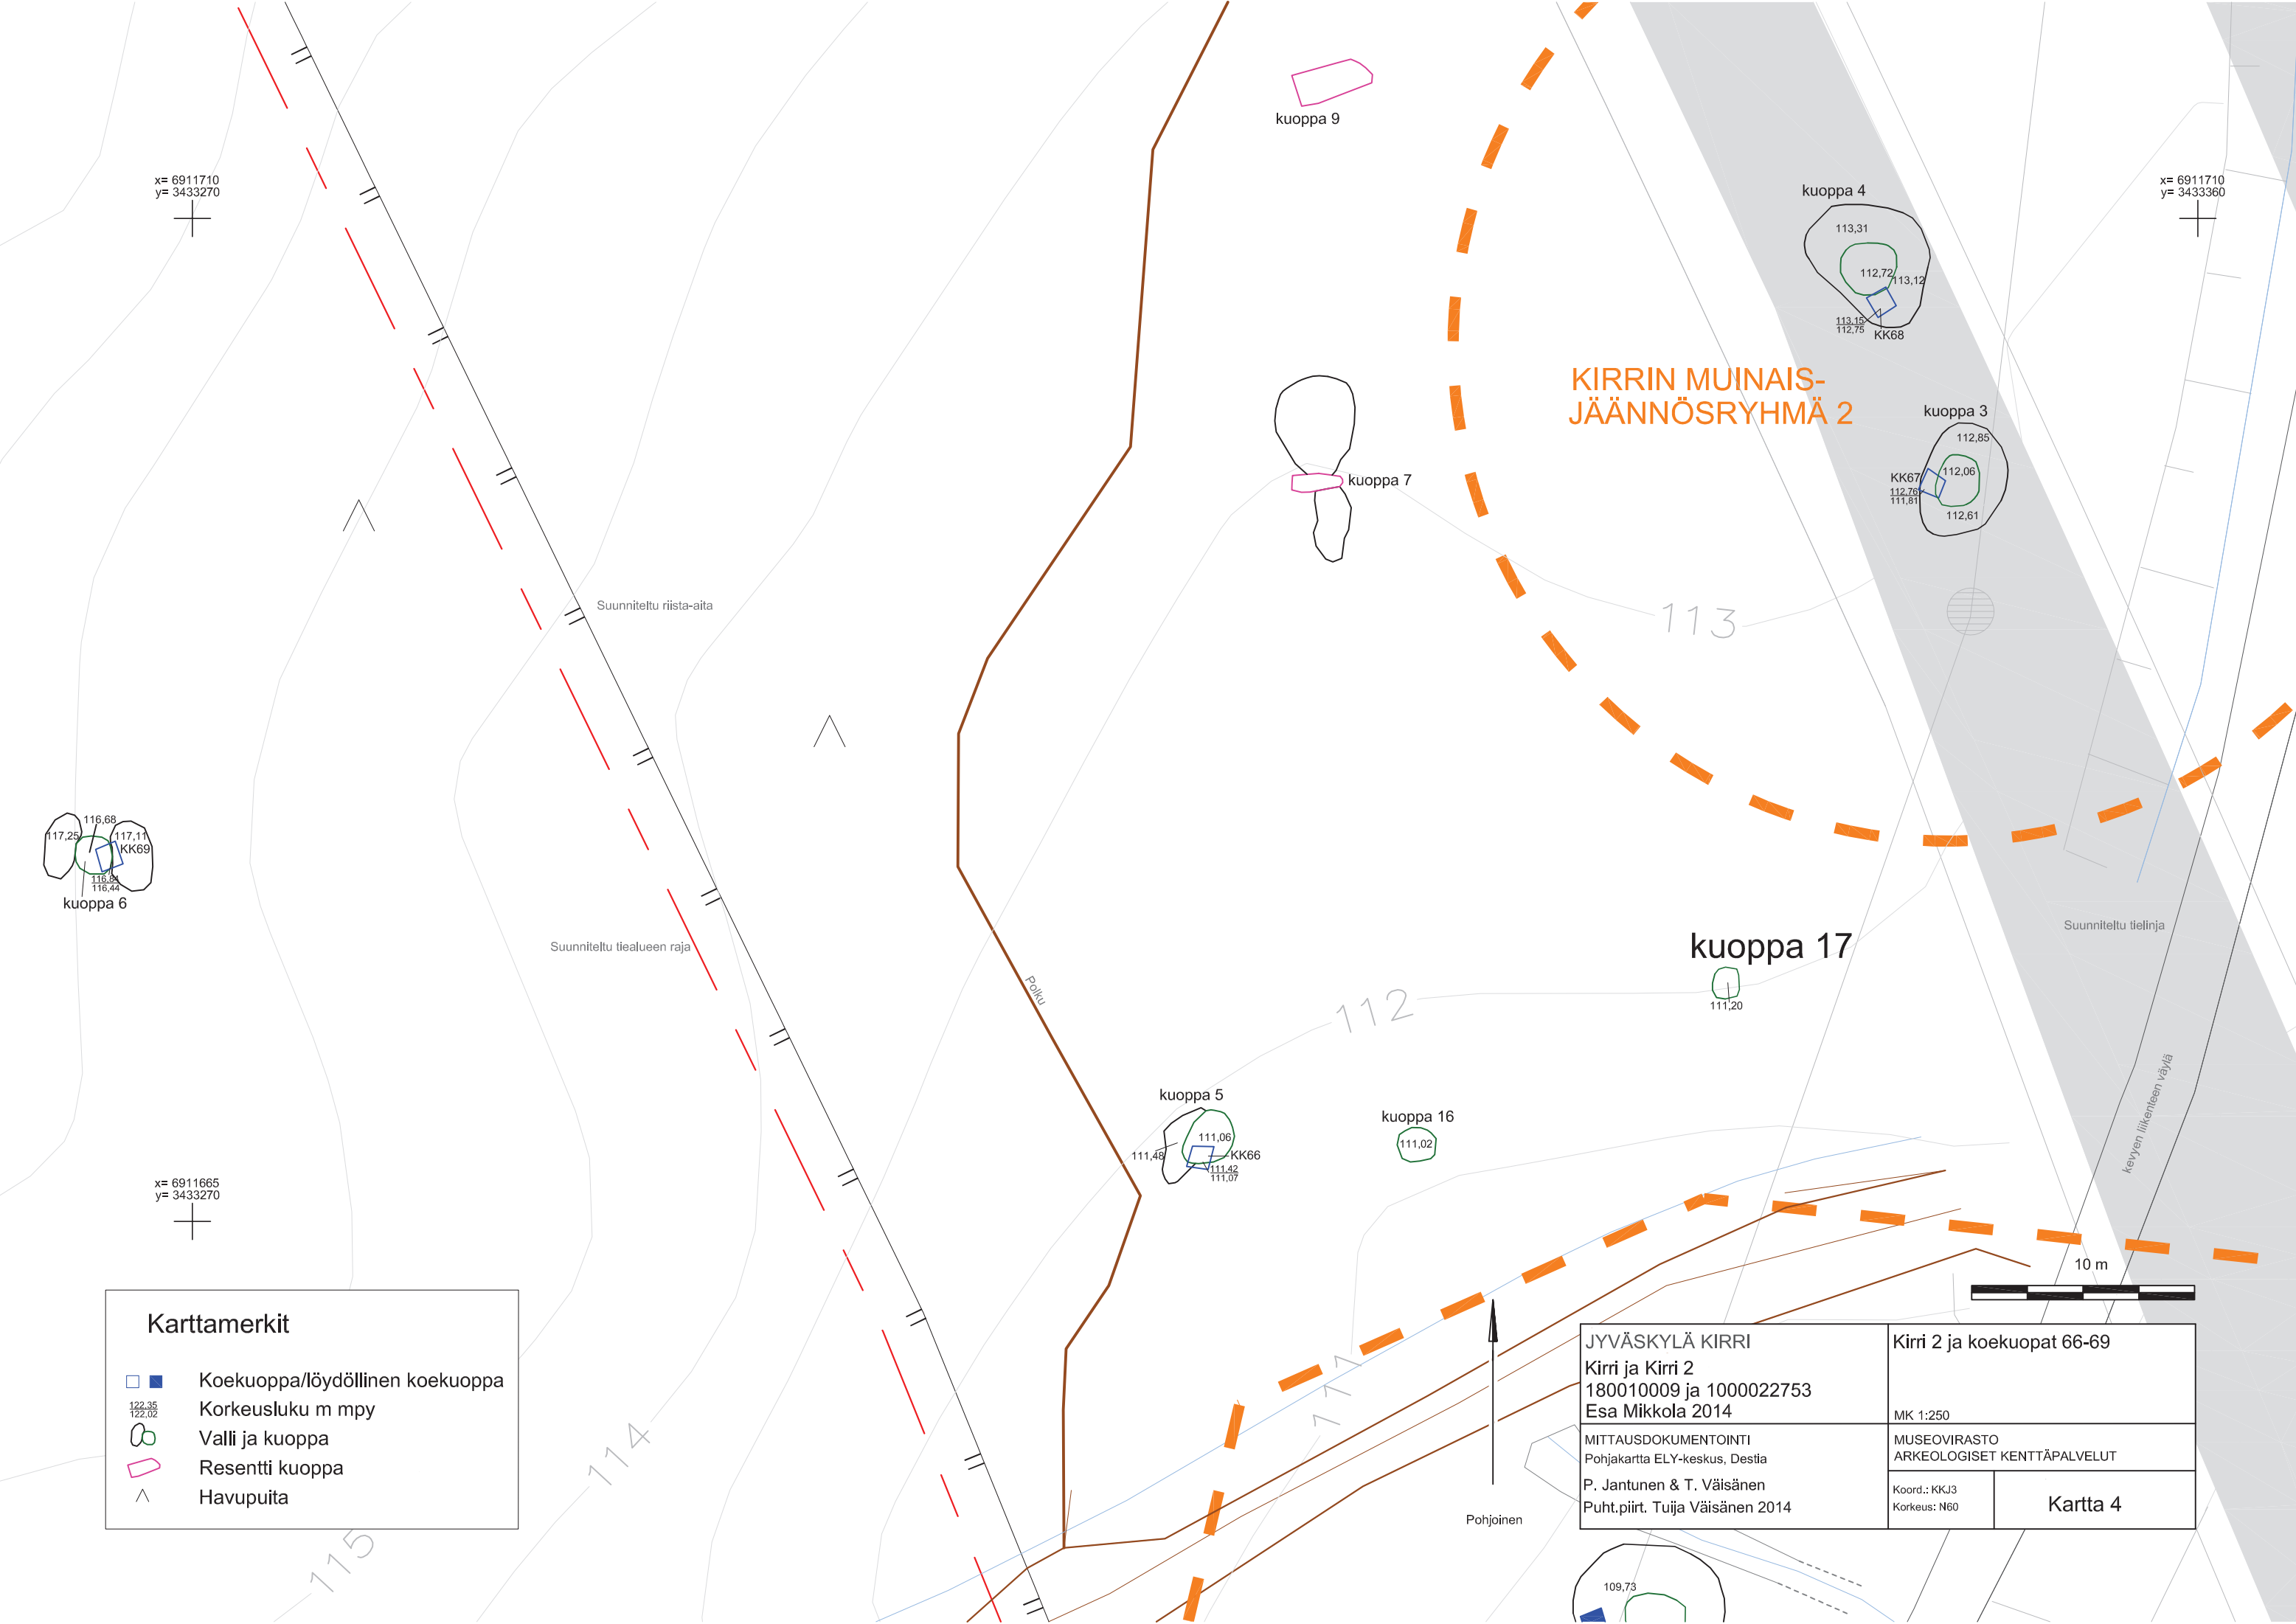 kuoppa 9
x= 6911710
y= 3433270
kuoppa 4
113,31
112,72
113,12
113,15
112,75
KK68
x= 6911710
y= 3433360
KIRRIN MUINAIS-
JÄÄNNÖSRYHMÄ 2
kuoppa 3
112,85
KK67
112,06
112,76
111,81
112,61
kuoppa 7
Suunniteltu riista-aita
113
116,68
117,25
117,11
KK69
116,84
116,44
kuoppa 6
Suunniteltu tiealueen raja
Polku
kuoppa 17
111,20
Suunniteltu tielinja
112
kevyen liikenteen väylä
kuoppa 5
111,06
111,48
KK66
111,42
111,07
kuoppa 16
111,02
x= 6911665
y= 3433270
10 m
111
114
115
Karttamerkit
Koekuoppa/löydöllinen koekuoppa
122,35
122,02
Korkeusluku m mpy
Valli ja kuoppa
Resentti kuoppa
Havupuita
Pohjoinen
JYVÄSKYLÄ KIRRI
Kirri ja Kirri 2
180010009 ja 1000022753
Esa Mikkola 2014
Kirri 2 ja koekuopat 66-69
MK 1:250
MITTAUSDOKUMENTOINTI
Pohjakartta ELY-keskus, Destia
P. Jantunen & T. Väisänen
Puht.piirt. Tuija Väisänen 2014
MUSEOVIRASTO
ARKEOLOGISET KENTTÄPALVELUT
Koord.: KKJ3
Korkeus: N60
Kartta 4
109,73